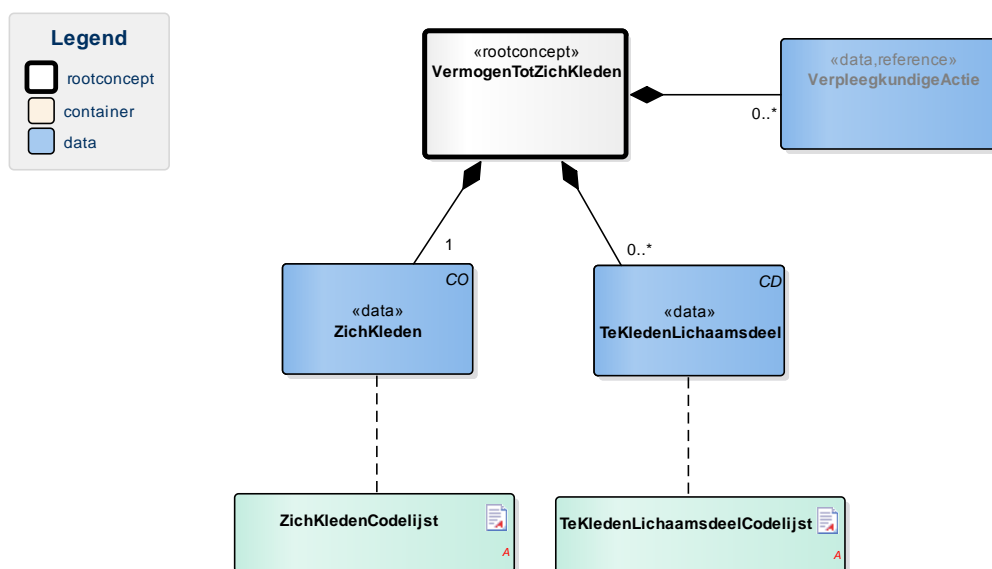 Legend
rootconcept
container
data
«rootconcept»
VermogenTotZichKleden
«data,reference»
VerpleegkundigeActie
0..*
1
0..*
CO
«data»
ZichKleden
CD
«data»
TeKledenLichaamsdeel
ZichKledenCodelijst
A
TeKledenLichaamsdeelCodelijst
A